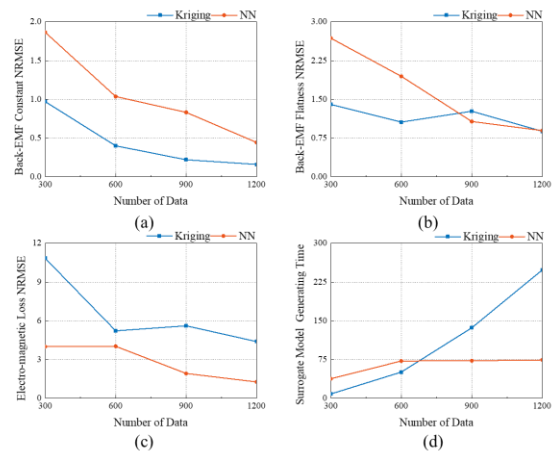 Kriging NN
2.0
1.5
1.0
0.5
0.0
Back-EMF Constant NRMSE
300 600 900 1200
Number of Data
(a)
Kriging NN
3.00
2.25
1.50
0.75
0.00
Back-EMF Flatness NRMSE
300 600 900 1200
Number of Data
(b)
Kriging NN
12
9
6
3
0
Electro-magnetic Loss NRMSE
300 600 900 1200
Number of Data
(c)
Kriging NN
300
225
150
75
0
Surrogate Model Generating Time
300 600 900 1200
Number of Data
(d)